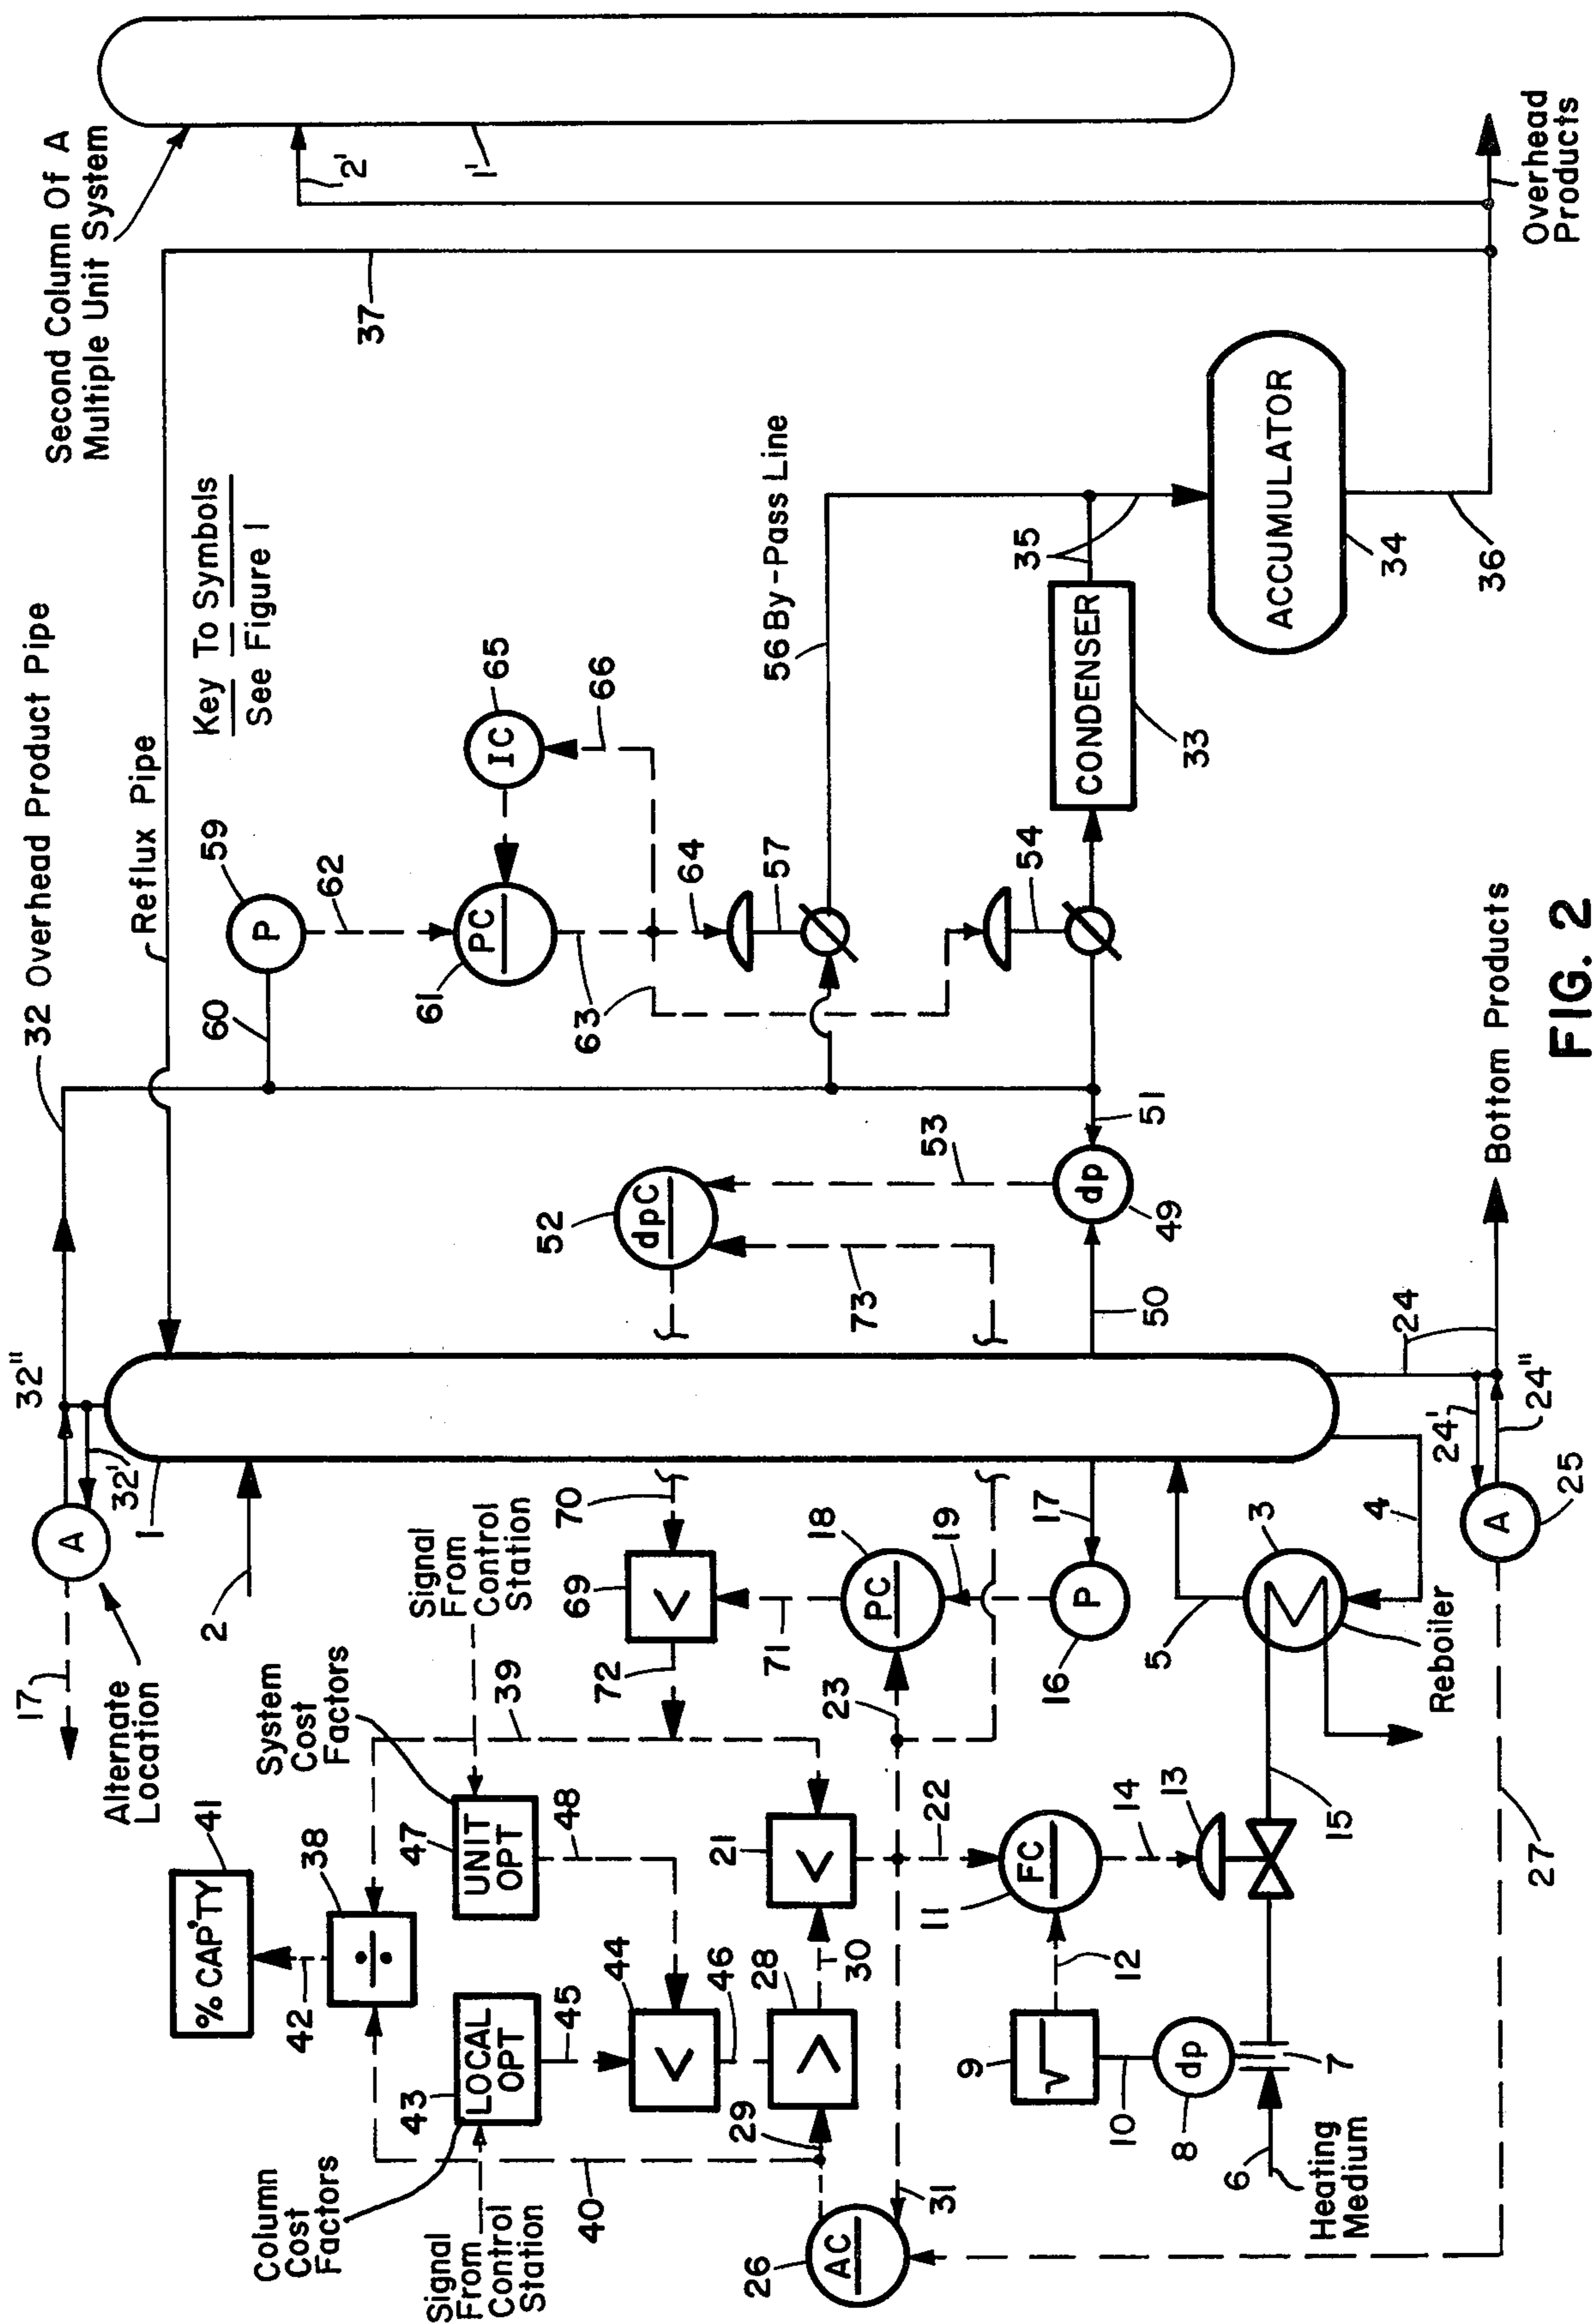 32 Overhead Product Pipe
Second Column Of A
Multiple Unit System
Reflux Pipe
Key To Symbols
See Figure 1
37
2'
1'
17
Alternate
Location
A
32'
32"
1
2
60
P
59
62
PC
61
IC
65
66
63
64
57
54
56 By-Pass Line
35
CONDENSER
33
ACCUMULATOR
34
36
Overhead
Products
41
% CAP'TY
42
38
÷
System
Cost
Factors
Signal
From
Control
Station
39
47
UNIT
OPT
48
Column
Cost
Factors
Signal
From
Control
Station
43
LOCAL
OPT
45
44
<
46
28
>
29
30
40
21
<
69
<
70
71
72
18
PC
19
23
22
16
P
17
52
dpC
53
73
dp
49
50
51
26
AC
31
11
FC
12
14
13
9
√
10
8
dp
7
6
Heating
Medium
15
3
5
4
Reboiler
24
24'
24"
A
25
27
Bottom Products
FIG. 2